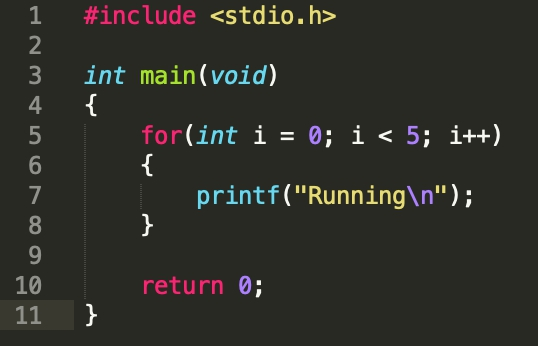 1 #include <stdio.h>
2
3 int main(void)
4 {
5     for(int i = 0; i < 5; i++)
6     {
7         printf("Running\n");
8     }
9
10     return 0;
11 }